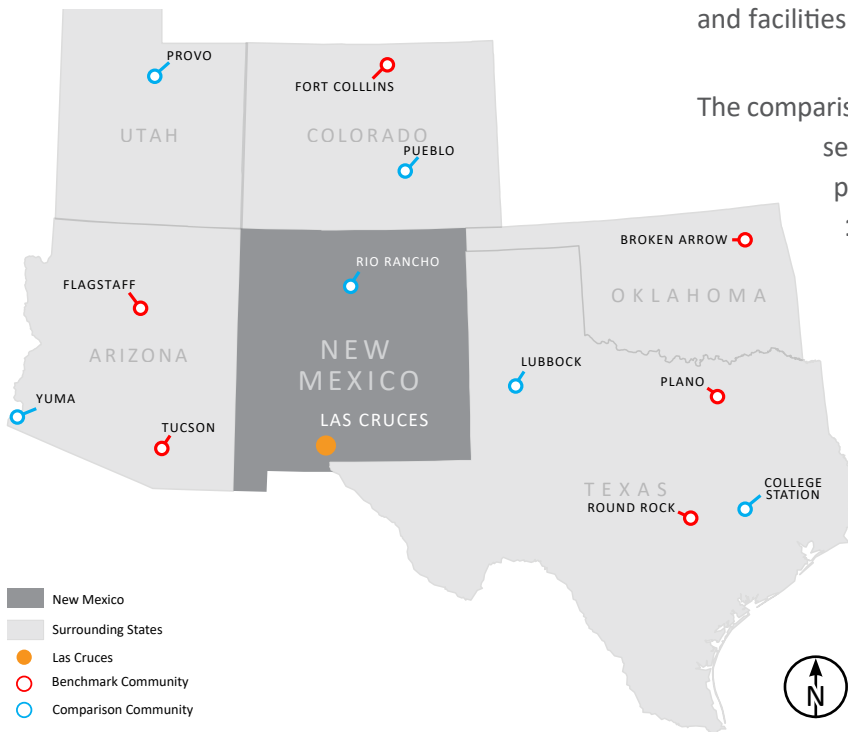 and facilities
The comparis
se
p
PROVO
FORT COLLLINS
UTAH
COLORADO
PUEBLO
RIO RANCHO
BROKEN ARROW
FLAGSTAFF
OKLAHOMA
ARIZONA
NEW
MEXICO
LUBBOCK
PLANO
YUMA
TUCSON
LAS CRUCES
TEXAS
COLLEGE
STATION
ROUND ROCK
New Mexico
Surrounding States
Las Cruces
Benchmark Community
Comparison Community
N